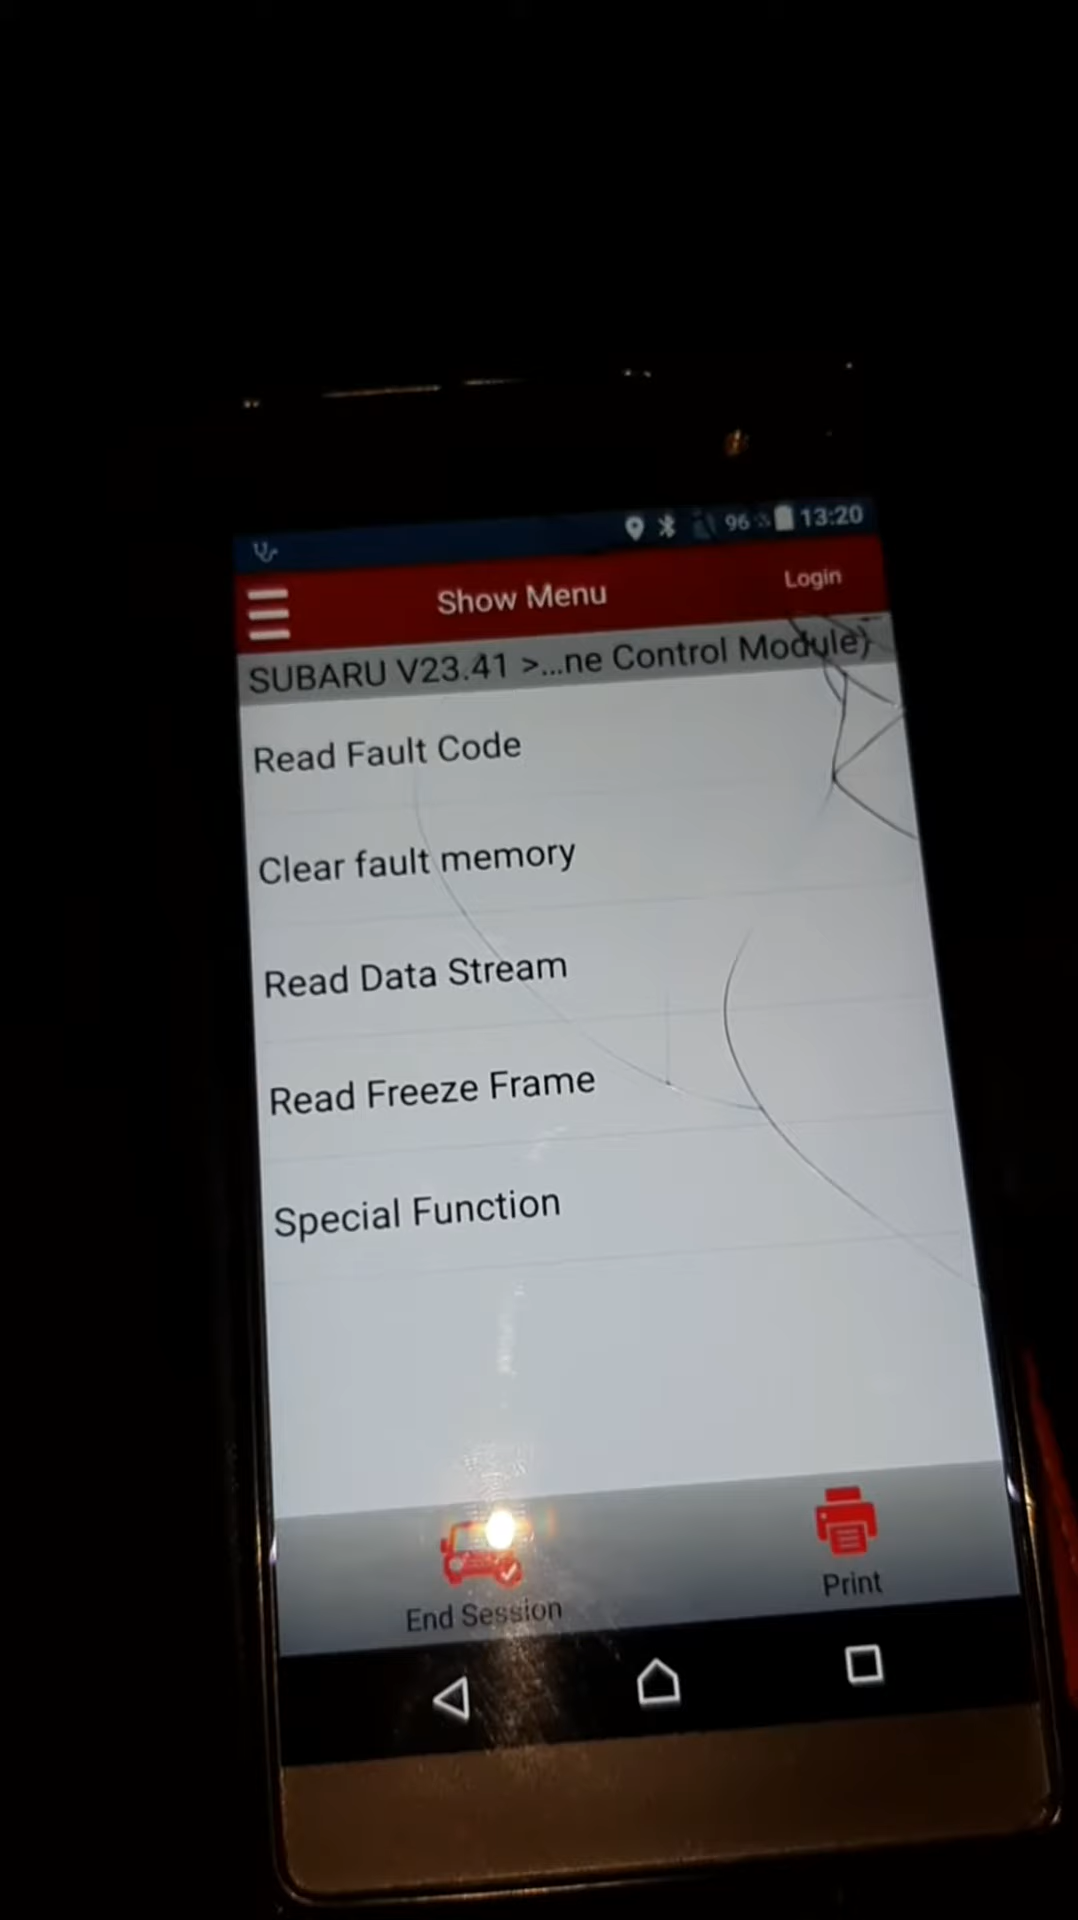 96 13:20
Show Menu Login
SUBARU V23.41 >...ne Control Module)
Read Fault Code
Clear fault memory
Read Data Stream
Read Freeze Frame
Special Function
End Session Print